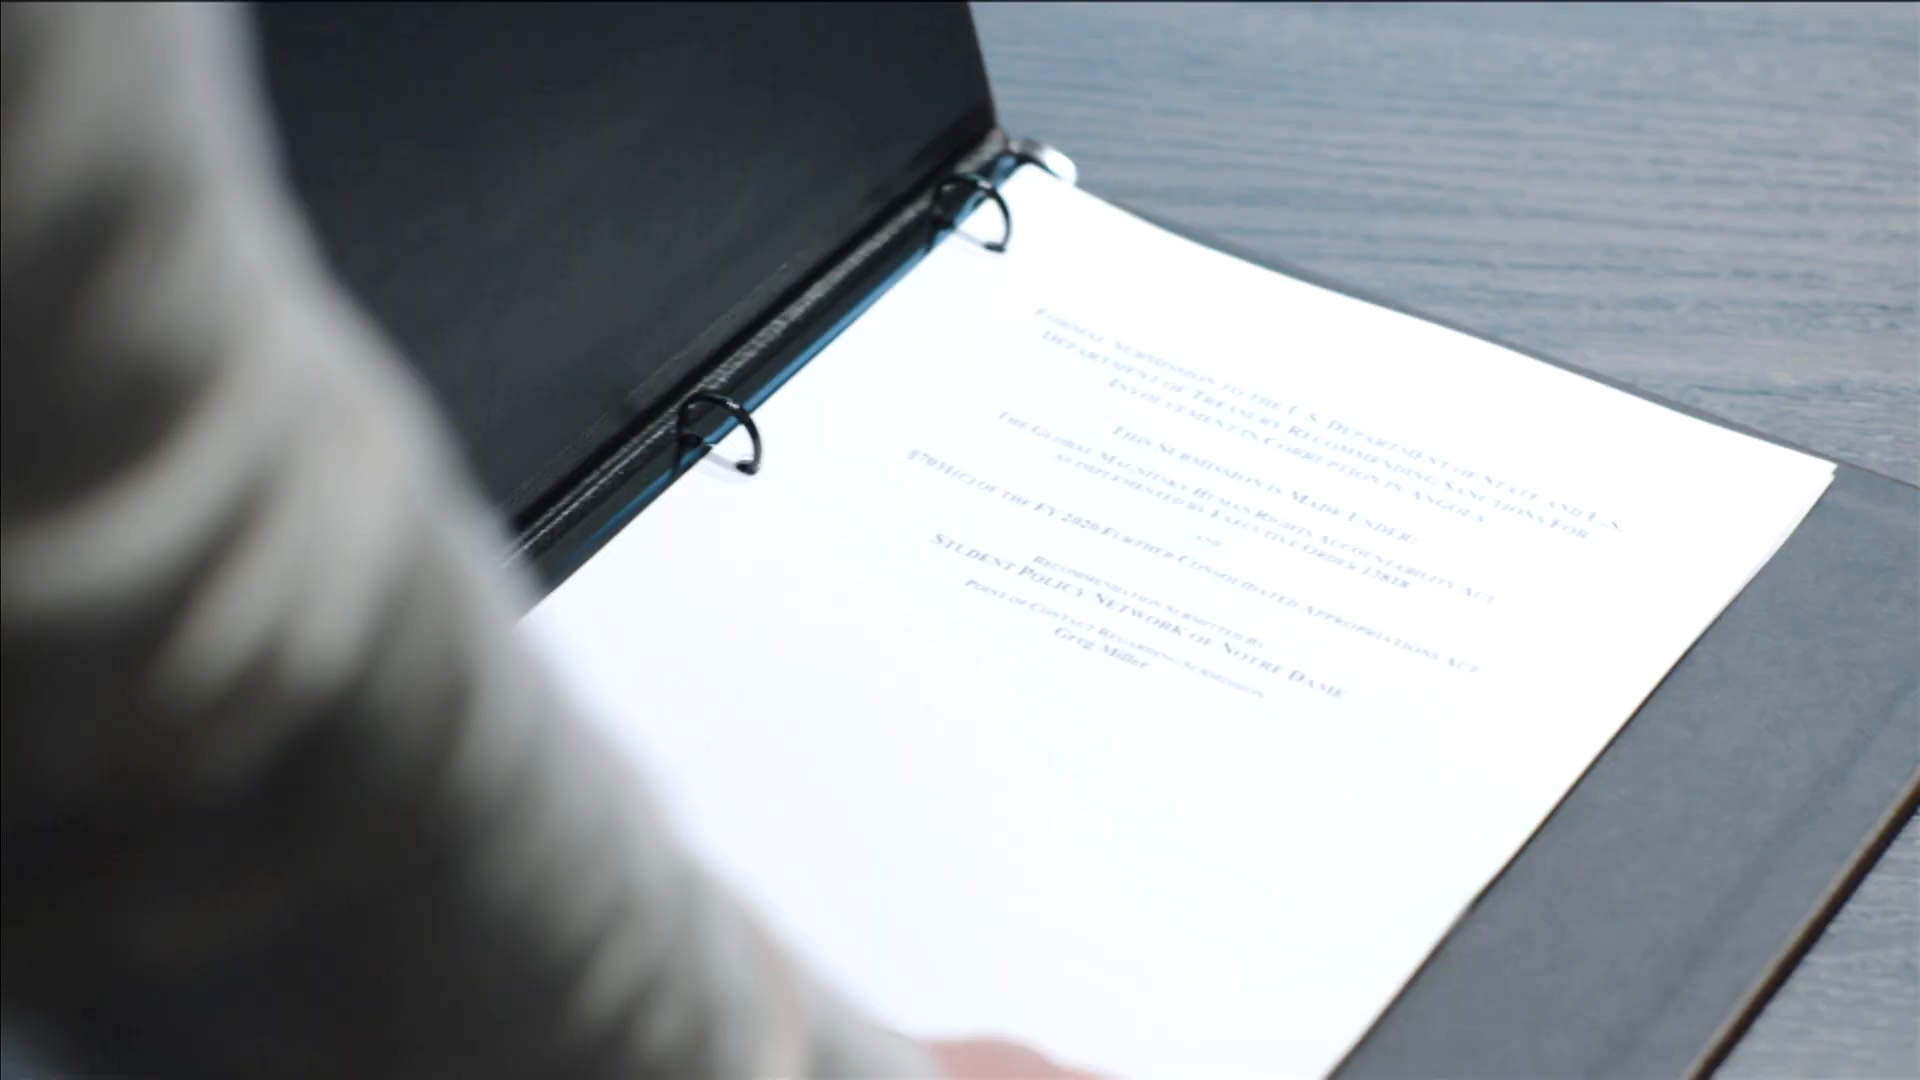 FORMAL SUBMISSION TO THE U.S. DEPARTMENT OF STATE AND U.S.
DEPARTMENT OF TREASURY RECOMMENDING SANCTIONS FOR
INVOLVEMENT IN CORRUPTION IN ANGOLA
THIS SUBMISSION IS MADE UNDER:
THE GLOBAL MAGNITSKY HUMAN RIGHTS ACCOUNTABILITY ACT
AS IMPLEMENTED BY EXECUTIVE ORDER 13818
AND
§7031(C) OF THE FY 2020 FURTHER CONSOLIDATED APPROPRIATIONS ACT
RECOMMENDATION SUBMITTED BY:
STUDENT POLICY NETWORK OF NOTRE DAME
POINT OF CONTACT REGARDING SUBMISSION
Greg Miller